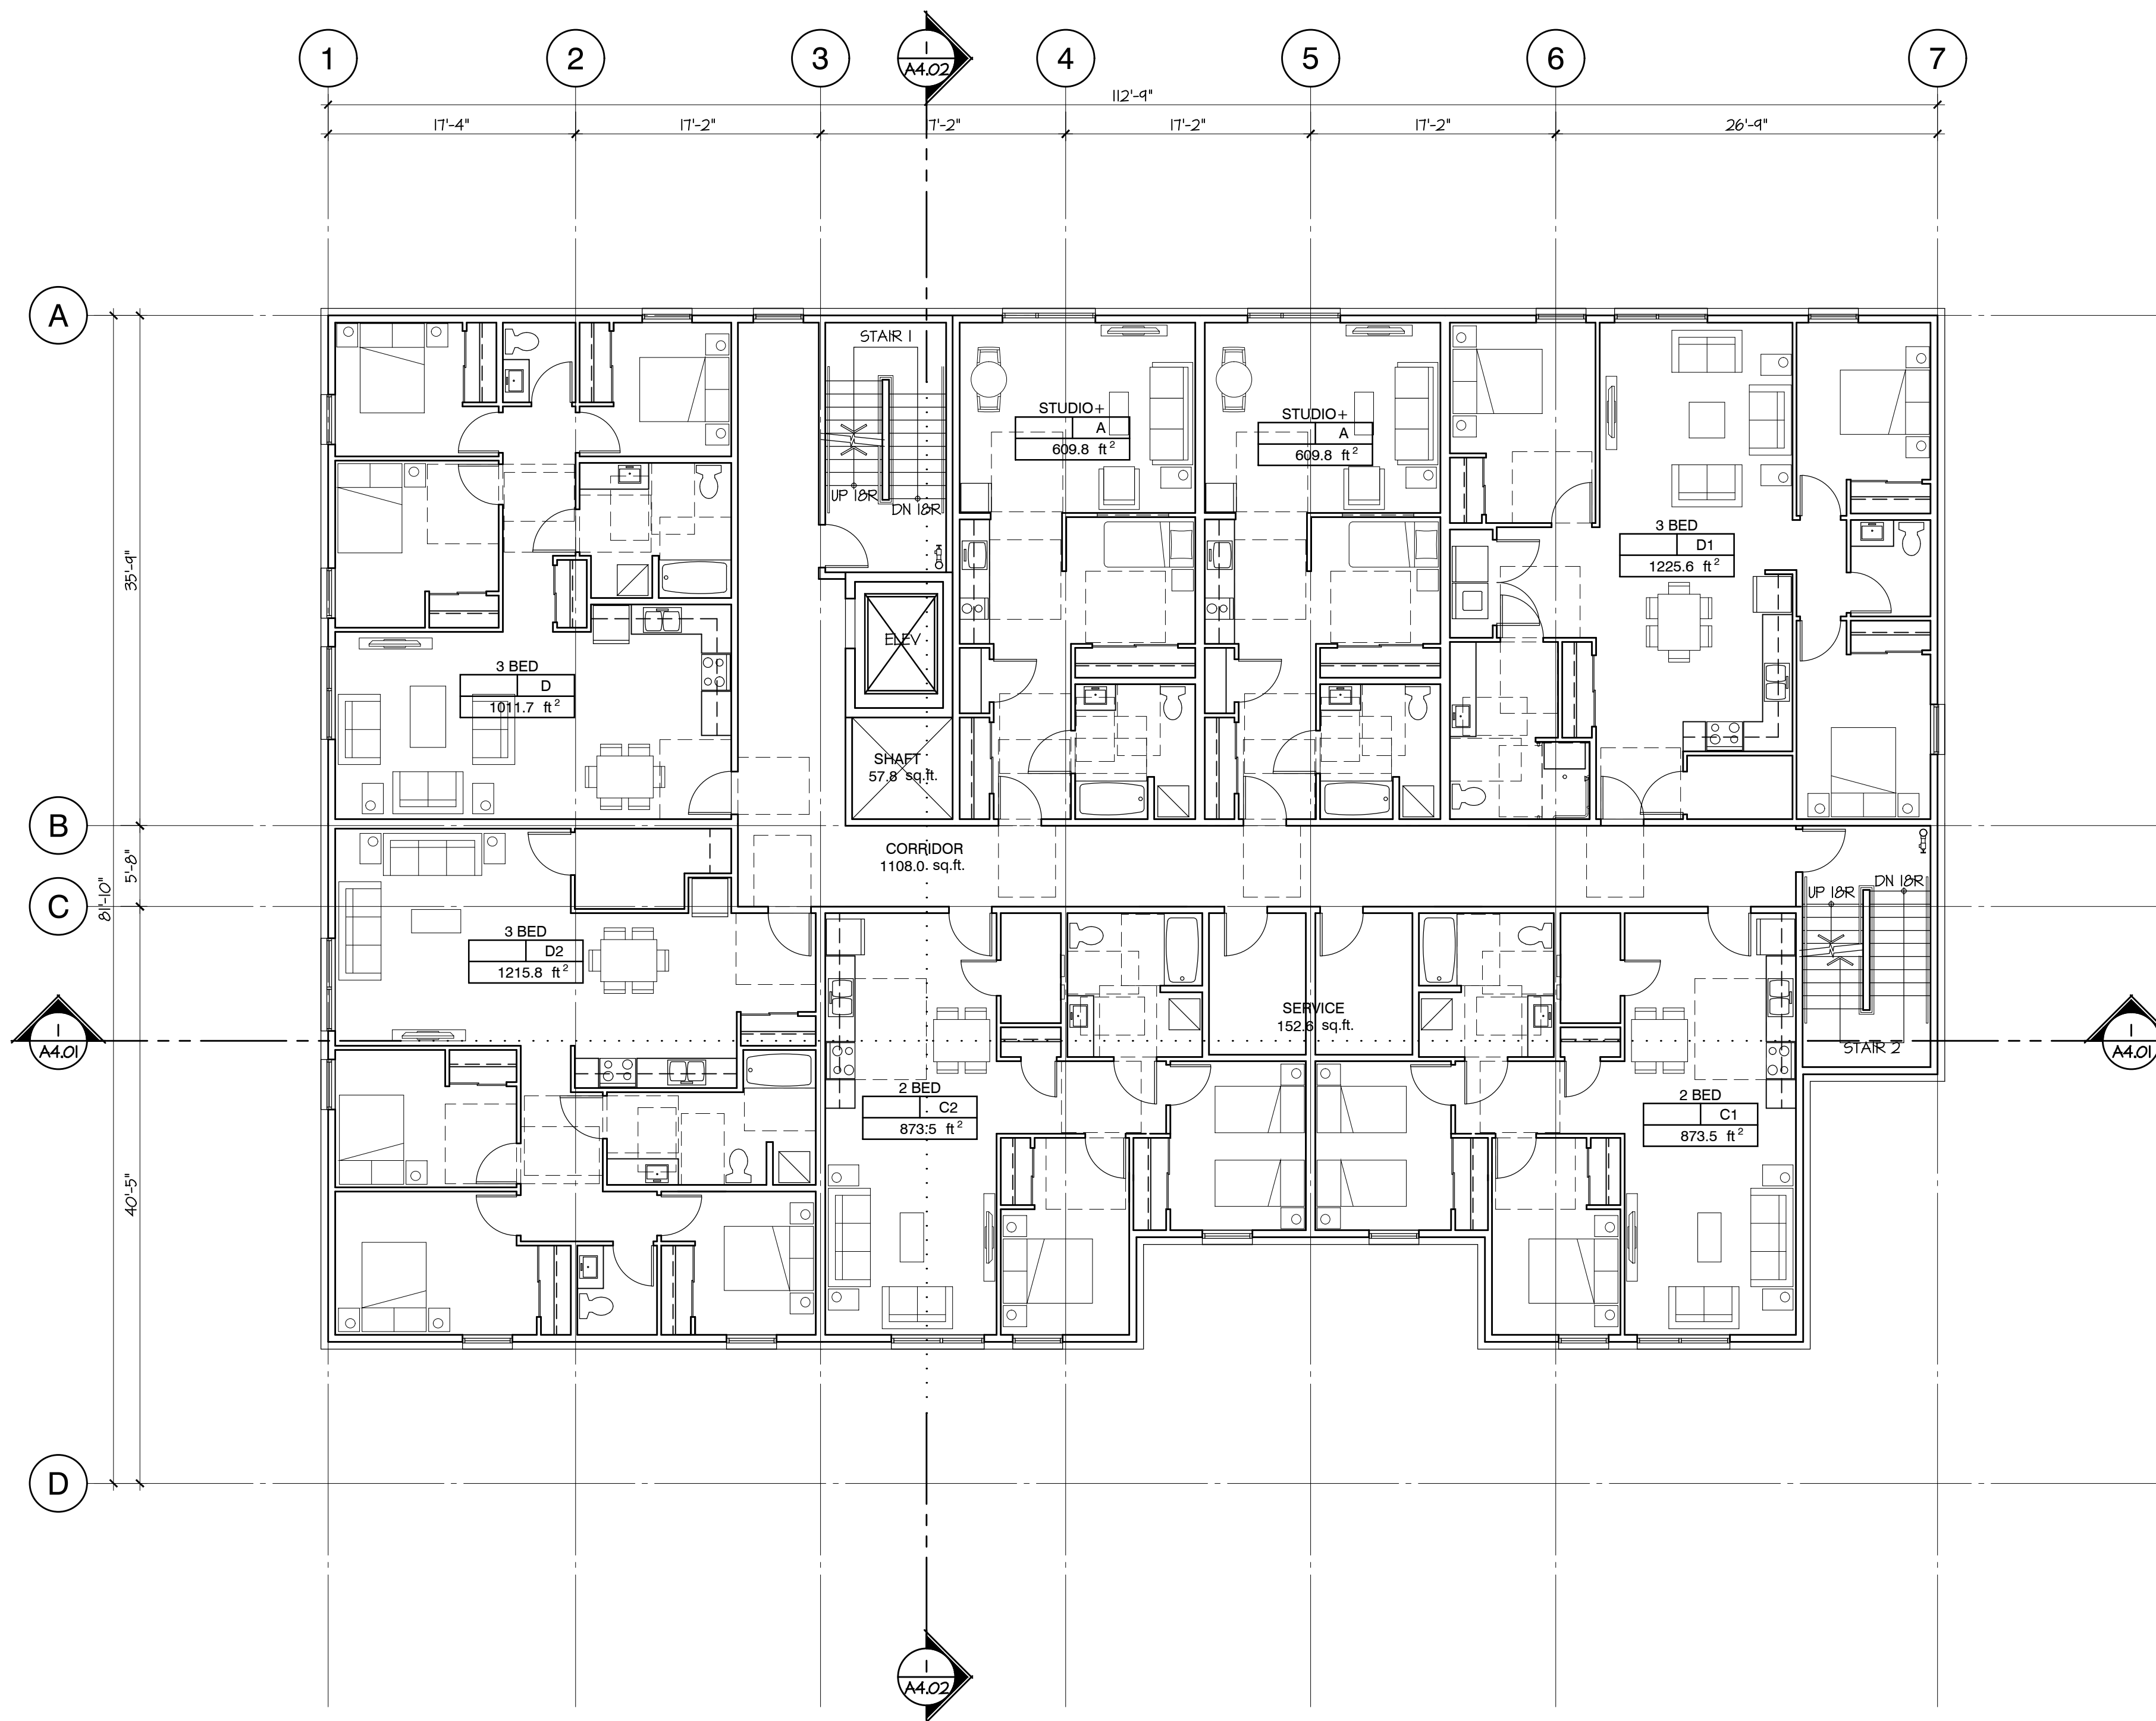 1
2
3
1
A4.02
4
5
6
7
112'-9"
17'-4"
17'-2"
7'-2"
17'-2"
17'-2"
26'-9"
A
B
C
D
35'-9"
5'-8"
81'-10"
40'-5"
STAIR 1
UP 18R
DN 18R
STUDIO+
A
609.8 ft²
STUDIO+
A
609.8 ft²
3 BED
D1
1225.6 ft²
ELEV
3 BED
D
1011.7 ft²
SHAFT
57.8 sq.ft.
CORRIDOR
1108.0 sq.ft.
UP 18R
DN 18R
3 BED
D2
1215.8 ft²
SERVICE
152.6 sq.ft.
STAIR 2
1
A4.01
1
A4.01
2 BED
C2
873.5 ft²
2 BED
C1
873.5 ft²
1
A4.02